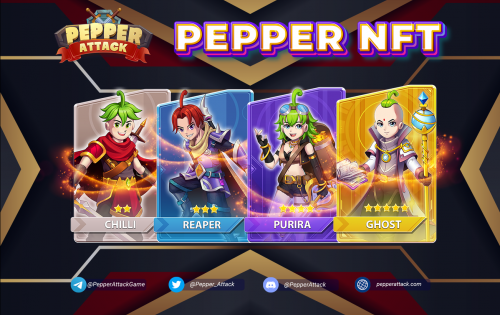 PEPPER
ATTACK
PEPPER NFT
CHILLI
REAPER
PURIRA
GHOST
@PepperAttackGame
@Pepper_Attack
@PepperAttack
pepperattack.com